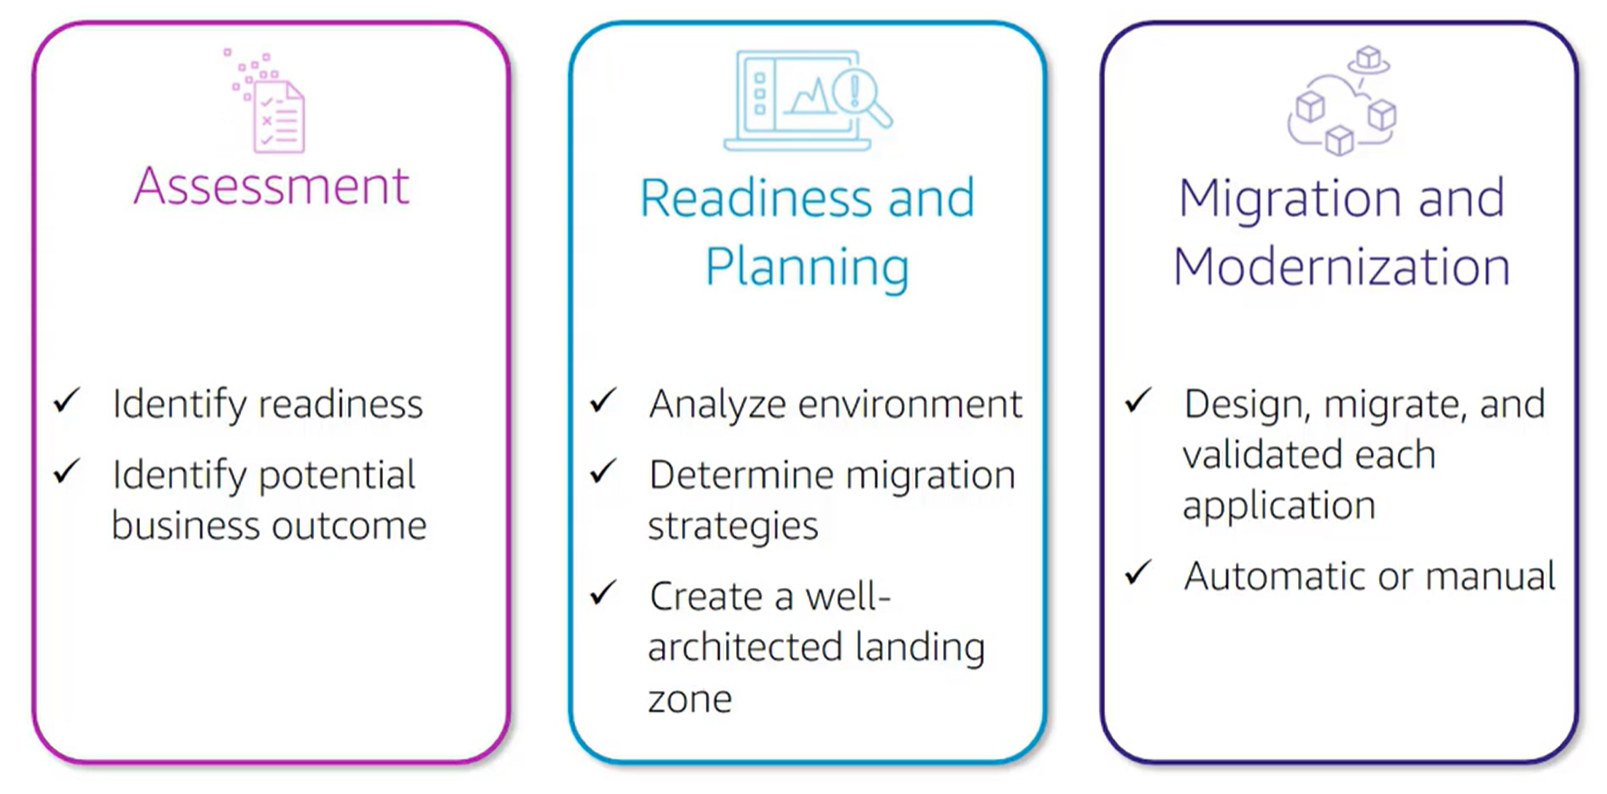 Assessment
✓ Identify readiness
✓ Identify potential
business outcome
Readiness and
Planning
✓ Analyze environment
✓ Determine migration
strategies
✓ Create a well-
architected landing
zone
Migration and
Modernization
✓ Design, migrate, and
validated each
application
✓ Automatic or manual